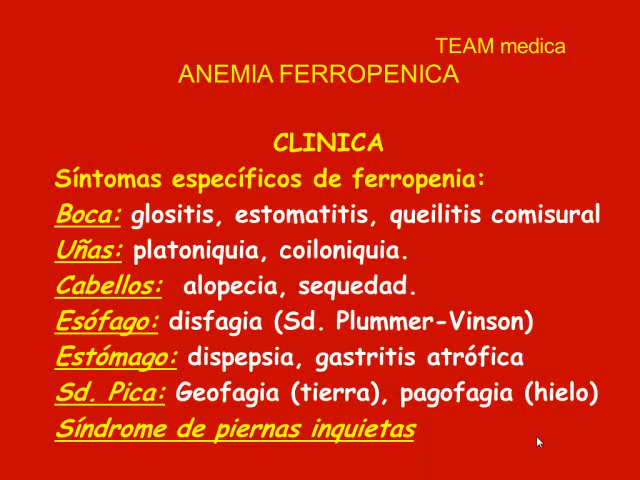 TEAM medica
ANEMIA FERROPENICA
CLINICA
Síntomas específicos de ferropenia:
Boca: glositis, estomatitis, queilitis comisural
Uñas: platoniquia, coiloniquia.
Cabellos: alopecia, sequedad.
Esófago: disfagia (Sd. Plummer-Vinson)
Estómago: dispepsia, gastritis atrófica
Sd. Pica: Geofagia (tierra), pagofagia (hielo)
Síndrome de piernas inquietas